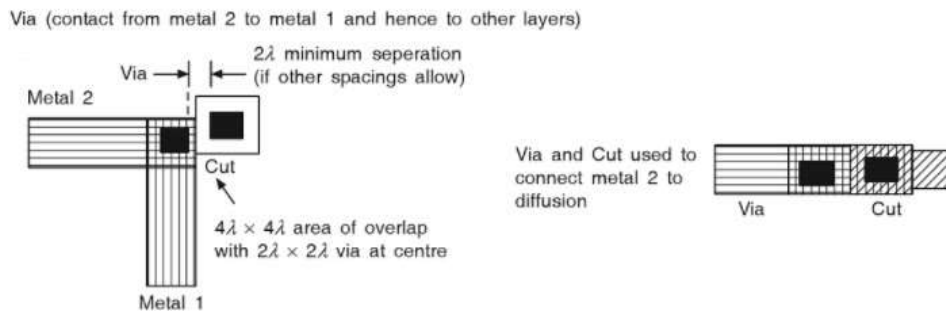 Via (contact from metal 2 to metal 1 and hence to other layers)
Via
2λ minimum seperation
(if other spacings allow)
Metal 2
Cut
4λ × 4λ area of overlap
with 2λ × 2λ via at centre
Metal 1
Via and Cut used to
connect metal 2 to
diffusion
Via
Cut